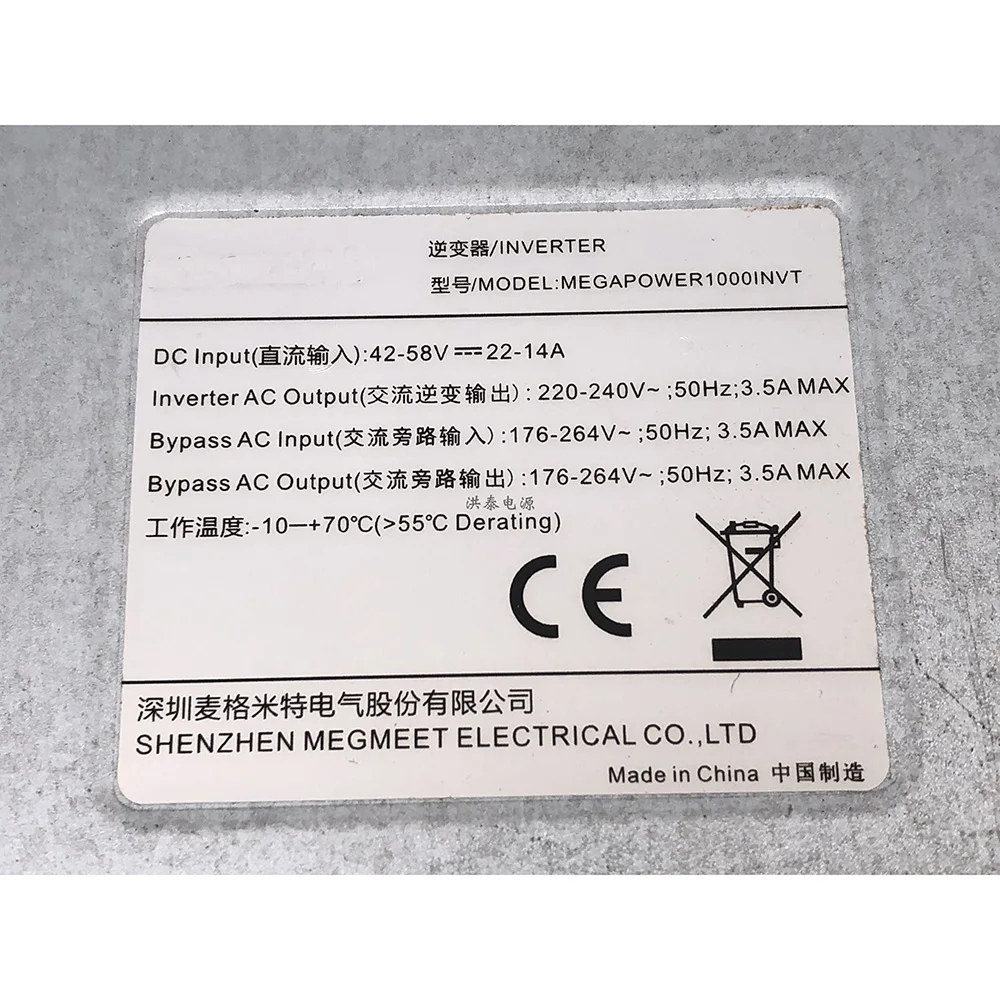 逆变器/INVERTER
型号/MODEL:MEGAPOWER1000INVT
DC Input(直流输入):42-58V⎓22-14A
Inverter AC Output(交流逆变输出): 220-240V~ ;50Hz;3.5A MAX
Bypass AC Input(交流旁路输入):176-264V~ ;50Hz; 3.5A MAX
Bypass AC Output(交流旁路输出):176-264V~ ;50Hz; 3.5A MAX
洪泰电源
工作温度:-10—+70℃(>55℃ Derating)
CE
深圳麦格米特电气股份有限公司
SHENZHEN MEGMEET ELECTRICAL CO.,LTD
Made in China 中国制造